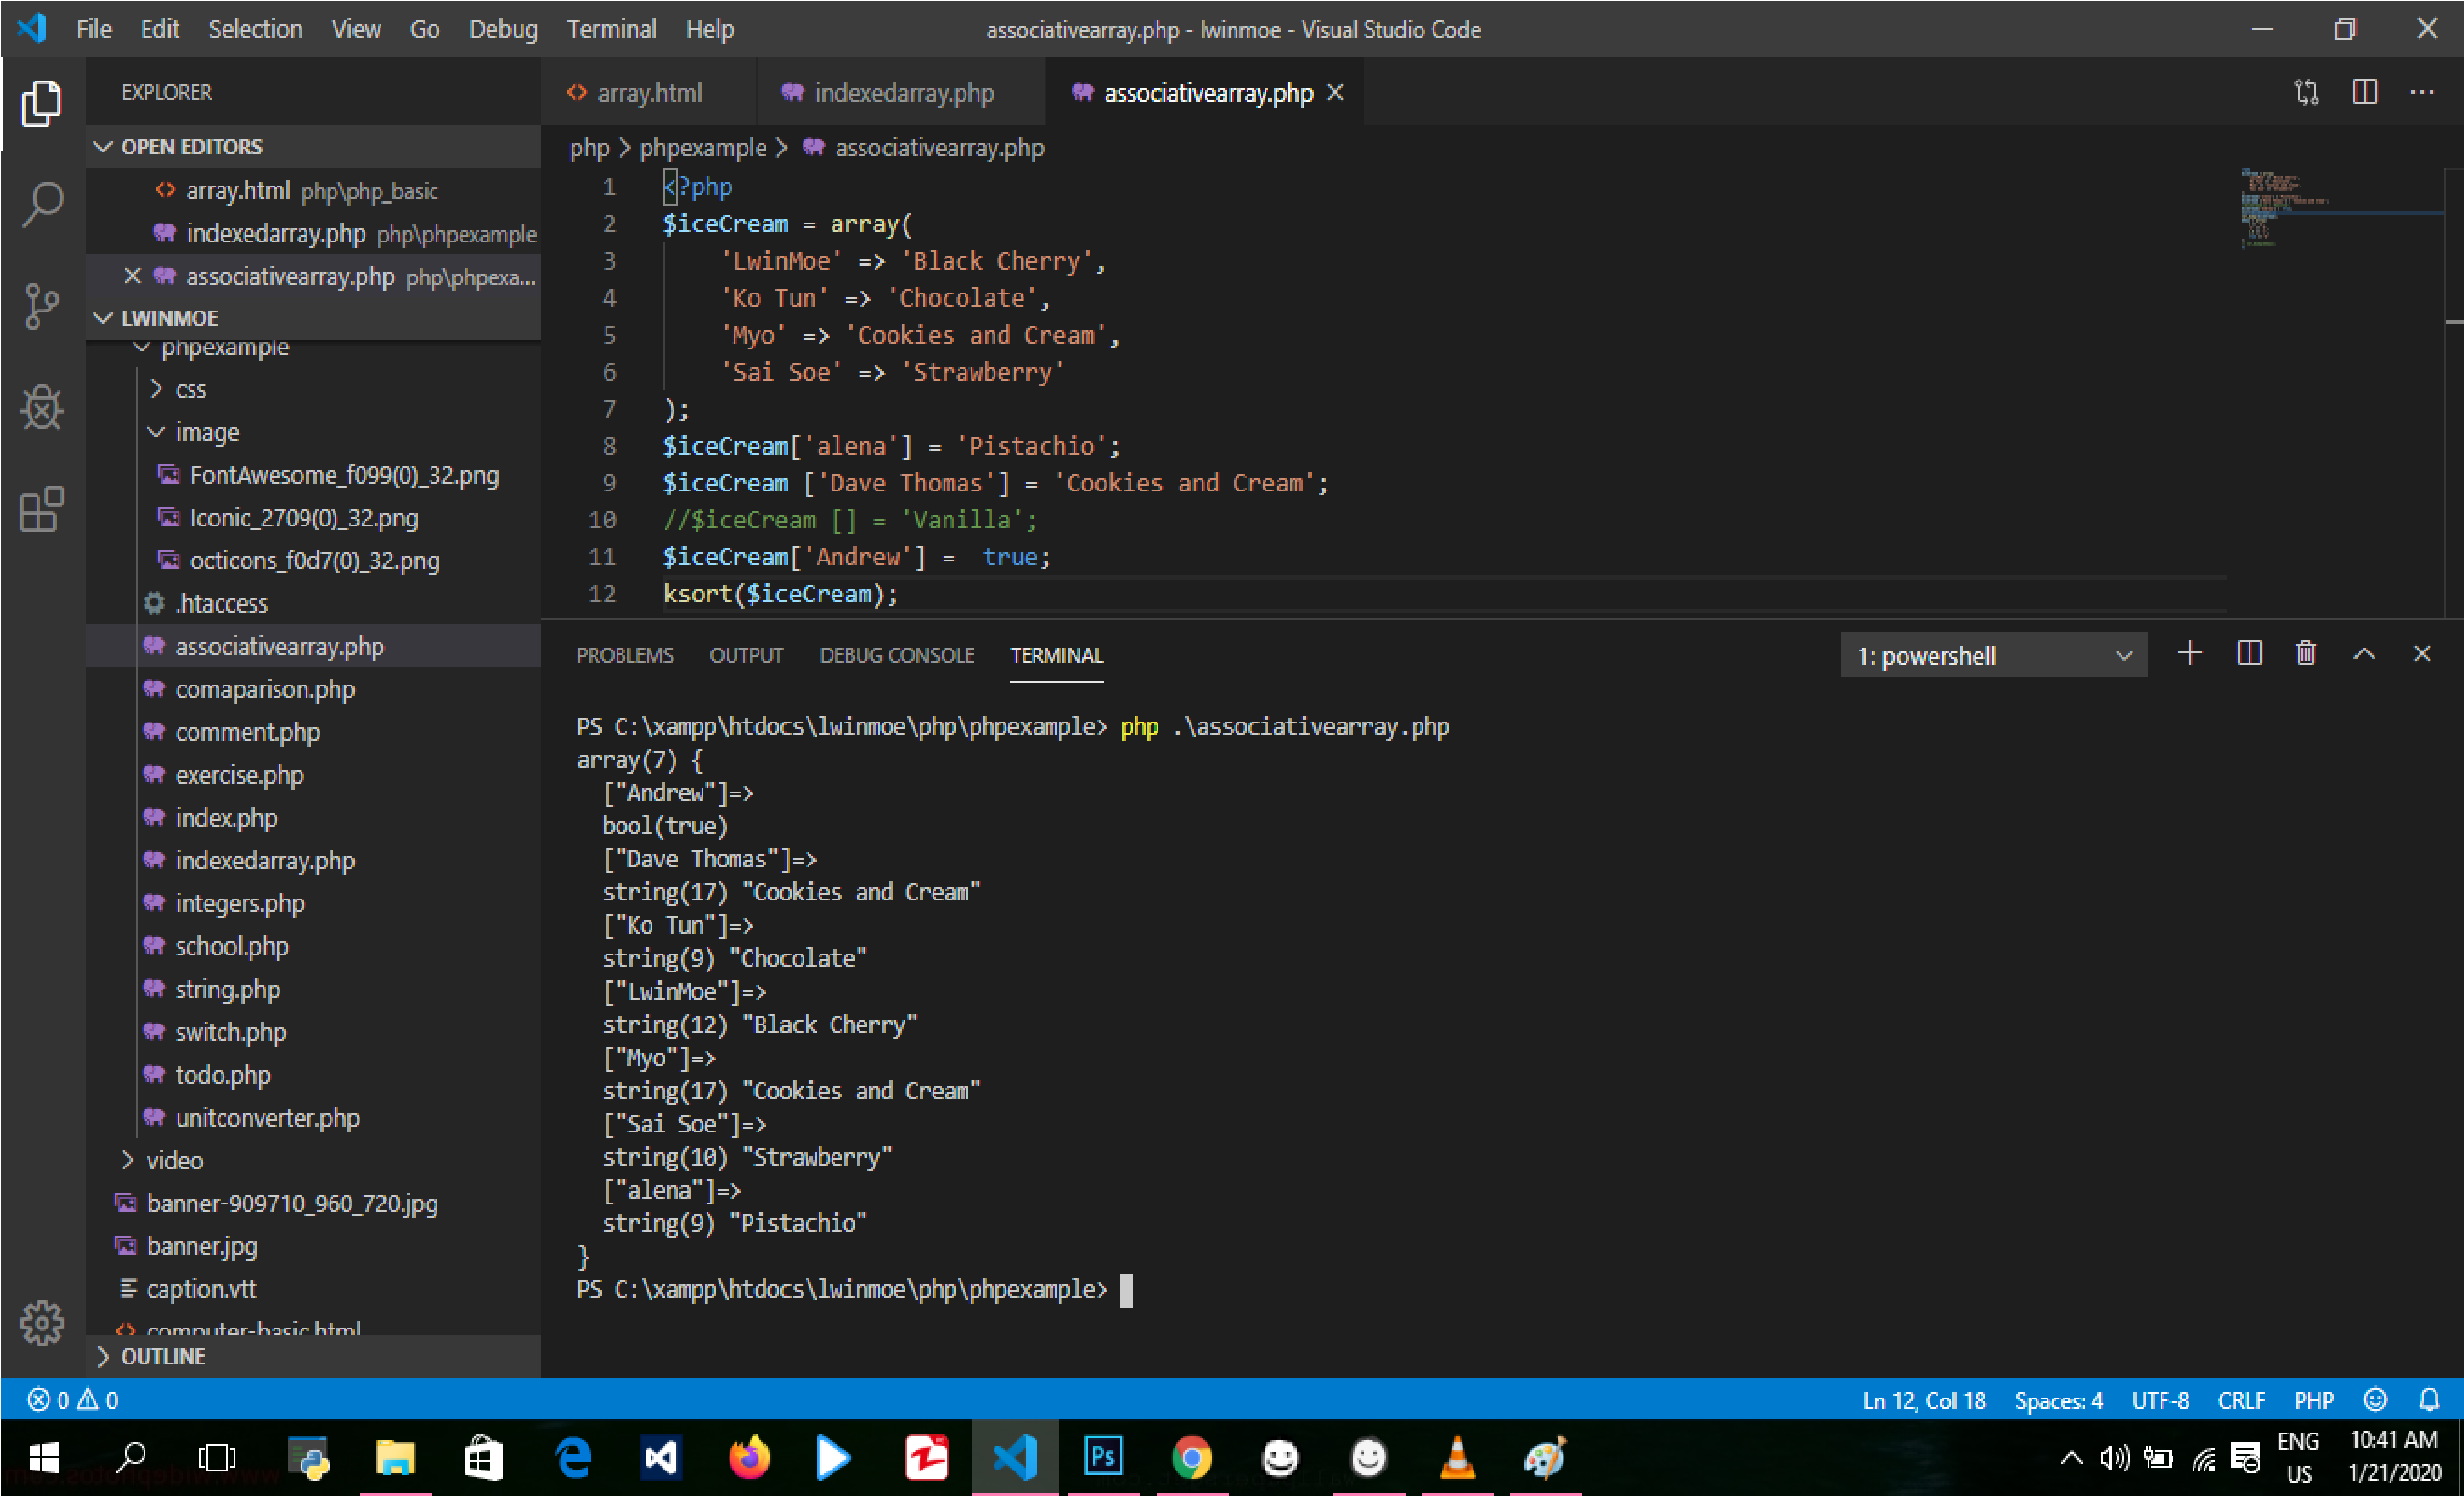 File Edit Selection View Go Debug Terminal Help
associativearray.php - lwinmoe - Visual Studio Code
EXPLORER
OPEN EDITORS
array.html php\php_basic
indexedarray.php php\phpexample
associativearray.php php\phpexa...
LWINMOE
phpexample
css
image
FontAwesome_f099(0)_32.png
Iconic_2709(0)_32.png
octicons_f0d7(0)_32.png
.htaccess
associativearray.php
comaparison.php
comment.php
exercise.php
index.php
indexedarray.php
integers.php
school.php
string.php
switch.php
todo.php
unitconverter.php
video
banner-909710_960_720.jpg
banner.jpg
caption.vtt
computer-basic.html
OUTLINE
array.html
indexedarray.php
associativearray.php
php > phpexample > associativearray.php
1 <?php
2 $iceCream = array(
3 'LwinMoe' => 'Black Cherry',
4 'Ko Tun' => 'Chocolate',
5 'Myo' => 'Cookies and Cream',
6 'Sai Soe' => 'Strawberry'
7 );
8 $iceCream['alena'] = 'Pistachio';
9 $iceCream ['Dave Thomas'] = 'Cookies and Cream';
10 //$iceCream [] = 'Vanilla';
11 $iceCream['Andrew'] =  true;
12 ksort($iceCream);
PROBLEMS OUTPUT DEBUG CONSOLE TERMINAL
1: powershell
PS C:\xampp\htdocs\lwinmoe\php\phpexample> php .\associativearray.php
array(7) {
["Andrew"]=>
bool(true)
["Dave Thomas"]=>
string(17) "Cookies and Cream"
["Ko Tun"]=>
string(9) "Chocolate"
["LwinMoe"]=>
string(12) "Black Cherry"
["Myo"]=>
string(17) "Cookies and Cream"
["Sai Soe"]=>
string(10) "Strawberry"
["alena"]=>
string(9) "Pistachio"
}
PS C:\xampp\htdocs\lwinmoe\php\phpexample>
0 0
Ln 12, Col 18 Spaces: 4 UTF-8 CRLF PHP
Ps
ENG
US
10:41 AM
1/21/2020